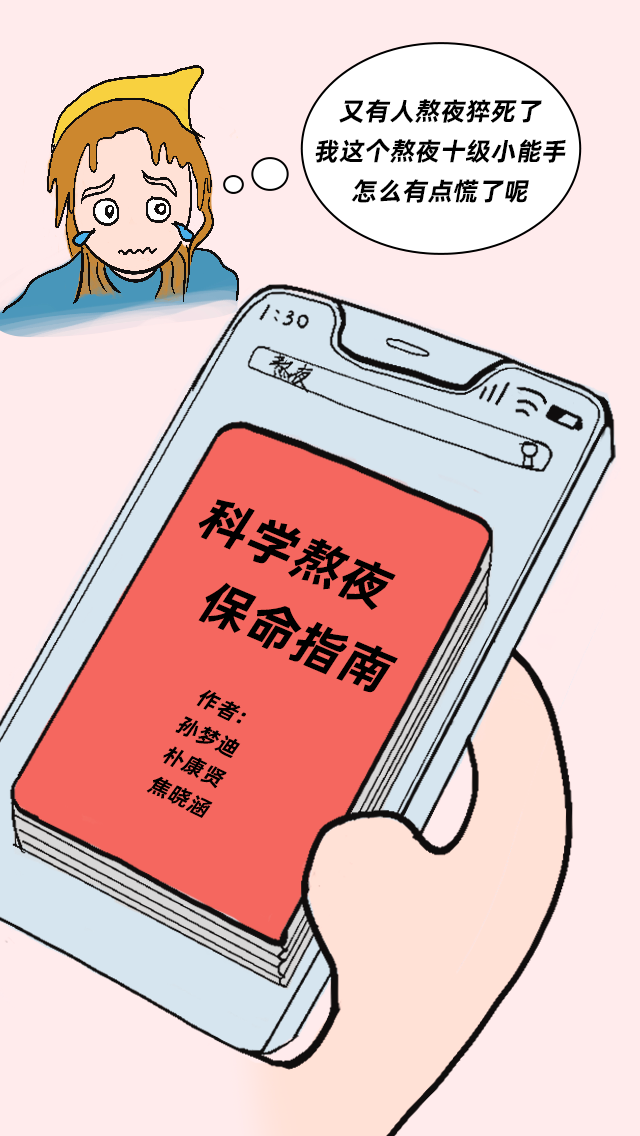 又有人熬夜猝死了
我这个熬夜十级小能手
怎么有点慌了呢
1:30
熬夜
科学熬夜
保命指南
作者:
孙梦迪
朴康贤
焦晓涵